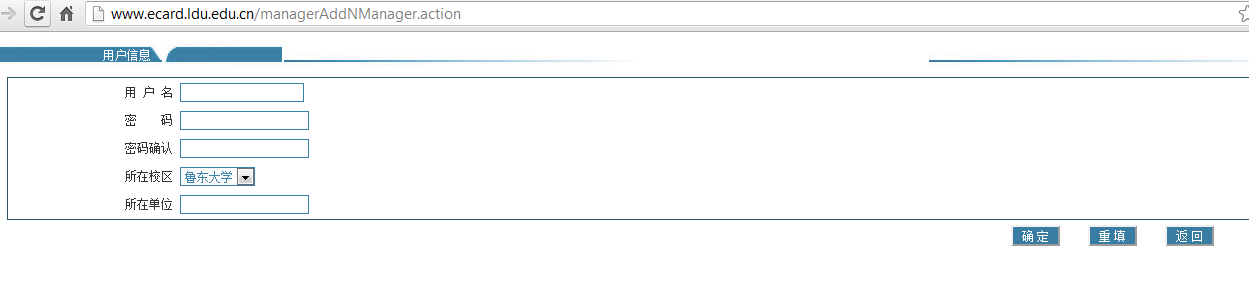 www.ecard.ldu.edu.cn/managerAddNManager.action
用户信息
用 户 名
密 码
密码确认
所在校区 鲁东大学
所在单位
确 定 重 填 返 回